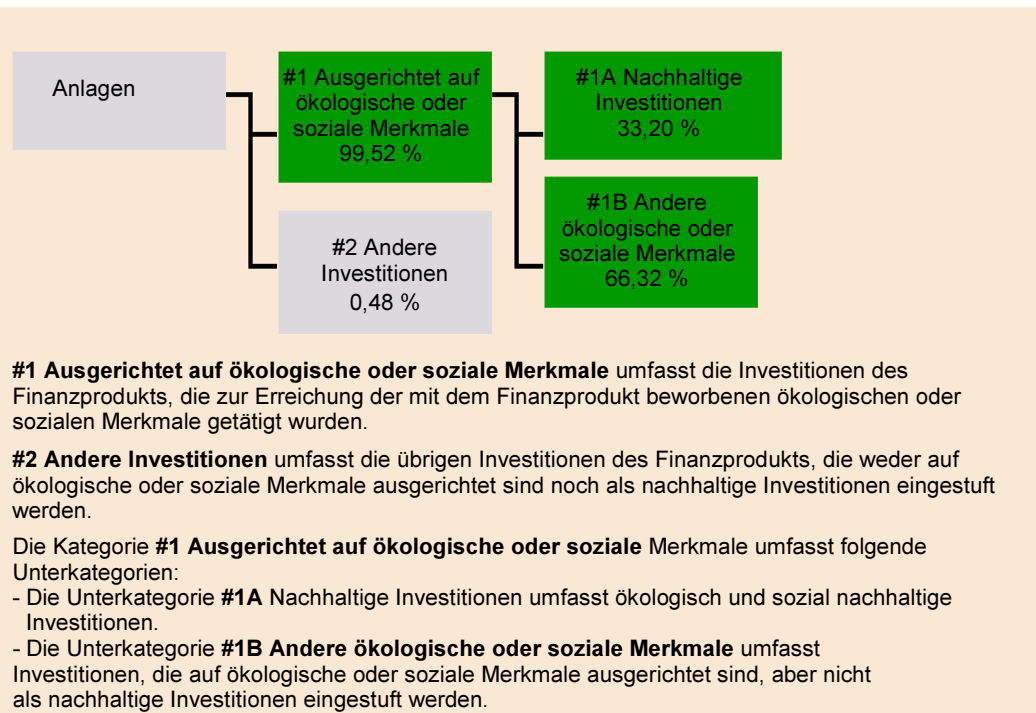 Anlagen
#1 Ausgerichtet auf
ökologische oder
soziale Merkmale
99,52 %
#1A Nachhaltige
Investitionen
33,20 %
#1B Andere
ökologische oder
soziale Merkmale
66,32 %
#2 Andere
Investitionen
0,48 %
#1 Ausgerichtet auf ökologische oder soziale Merkmale umfasst die Investitionen des
Finanzprodukts, die zur Erreichung der mit dem Finanzprodukt beworbenen ökologischen oder
sozialen Merkmale getätigt wurden.
#2 Andere Investitionen umfasst die übrigen Investitionen des Finanzprodukts, die weder auf
ökologische oder soziale Merkmale ausgerichtet sind noch als nachhaltige Investitionen eingestuft
werden.
Die Kategorie #1 Ausgerichtet auf ökologische oder soziale Merkmale umfasst folgende
Unterkategorien:
- Die Unterkategorie #1A Nachhaltige Investitionen umfasst ökologisch und sozial nachhaltige
Investitionen.
- Die Unterkategorie #1B Andere ökologische oder soziale Merkmale umfasst
Investitionen, die auf ökologische oder soziale Merkmale ausgerichtet sind, aber nicht
als nachhaltige Investitionen eingestuft werden.